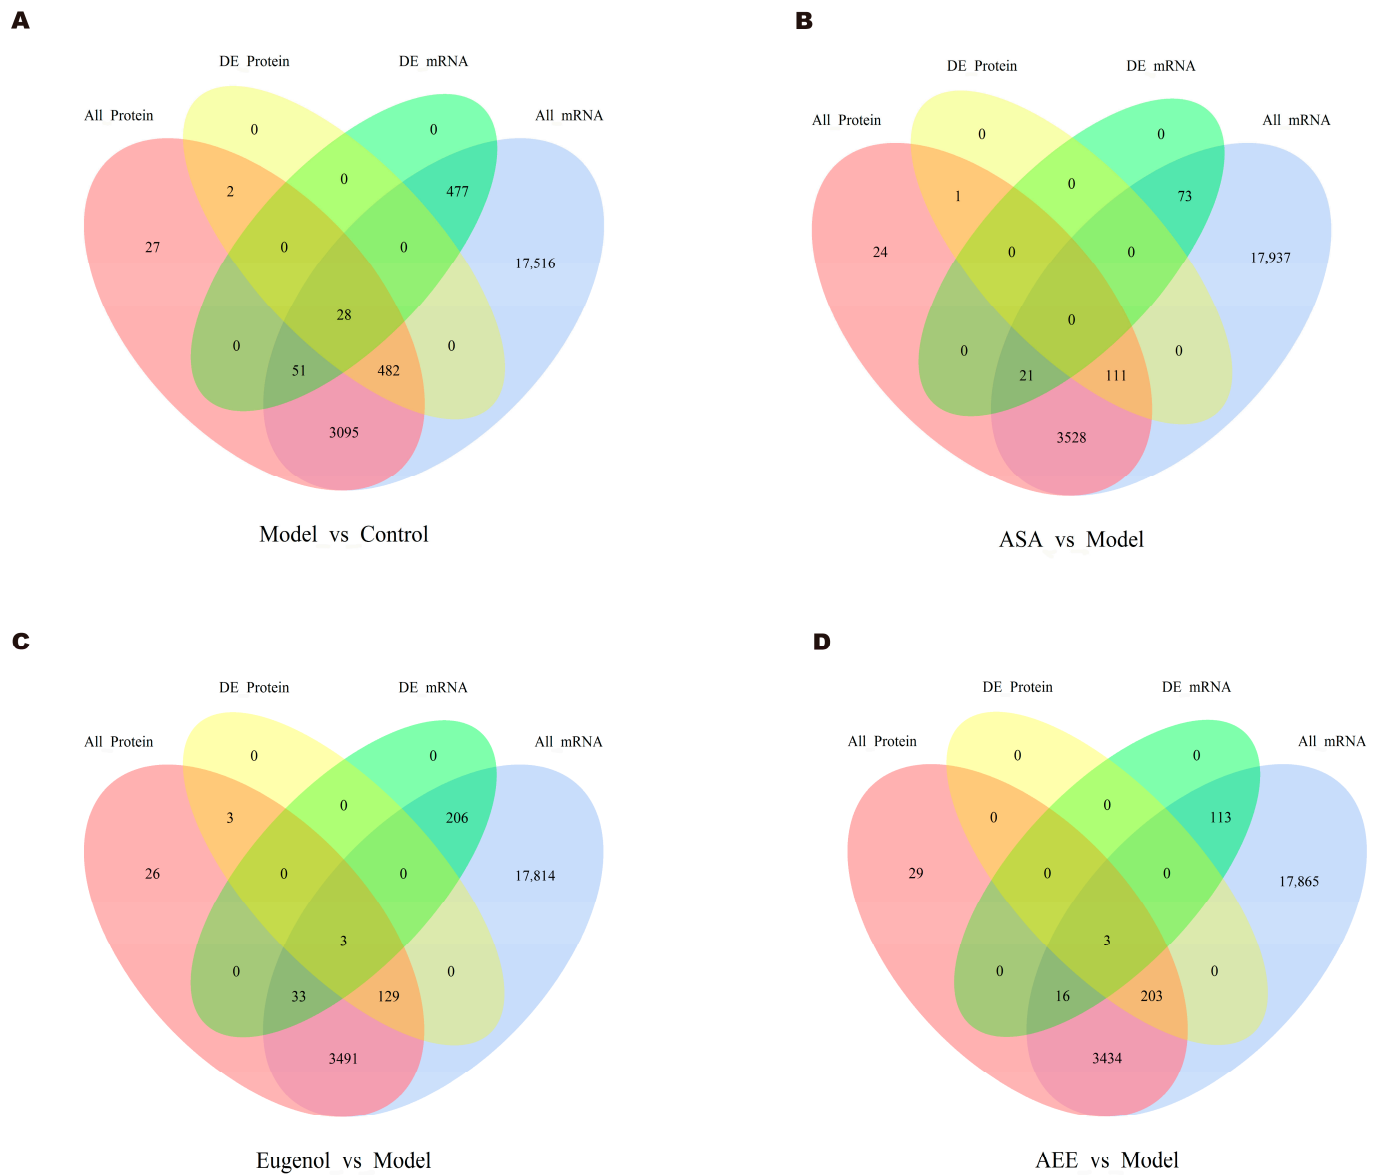 A
DE Protein
DE mRNA
All Protein
All mRNA
0
0
0
2
477
27
0
0
17,516
28
0
0
51
482
3095
Model vs Control
B
DE Protein
DE mRNA
All Protein
All mRNA
0
0
0
1
73
24
0
0
17,937
0
0
0
21
111
3528
ASA vs Model
C
DE Protein
DE mRNA
All Protein
All mRNA
0
0
0
3
206
26
0
0
17,814
3
0
0
33
129
3491
Eugenol vs Model
D
DE Protein
DE mRNA
All Protein
All mRNA
0
0
0
0
113
29
0
0
17,865
3
0
0
16
203
3434
AEE vs Model